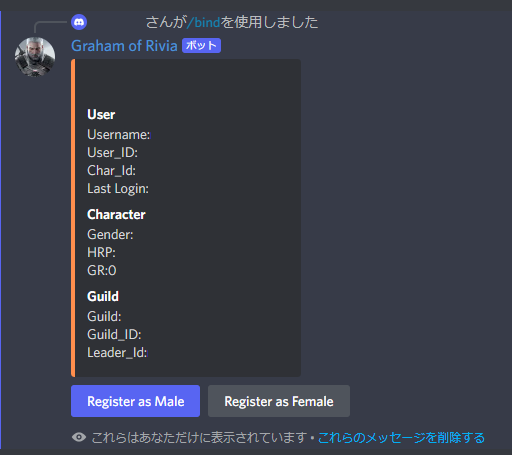 さんが/bindを使用しました
Graham of Rivia ボット
User
Username:
User_ID:
Char_Id:
Last Login:
Character
Gender:
HRP:
GR:0
Guild
Guild:
Guild_ID:
Leader_Id:
Register as Male Register as Female
これらはあなただけに表示されています • これらのメッセージを削除する